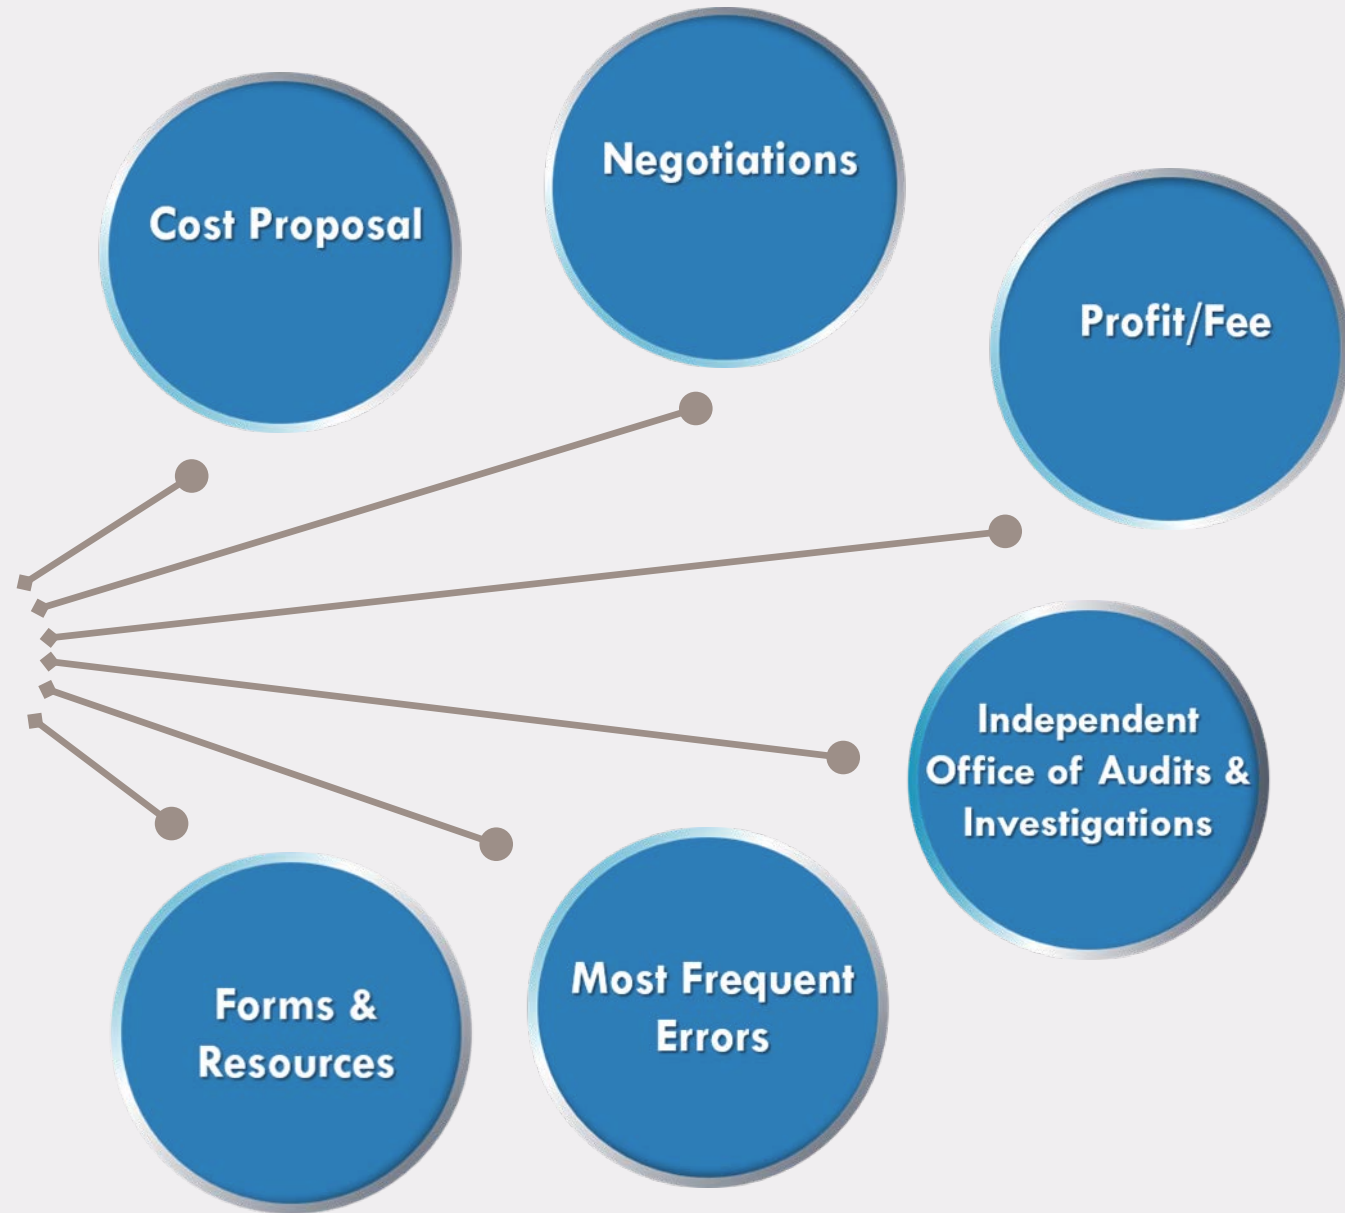 Cost Proposal
Negotiations
Profit/Fee
Independent
Office of Audits &
Investigations
Most Frequent
Errors
Forms &
Resources